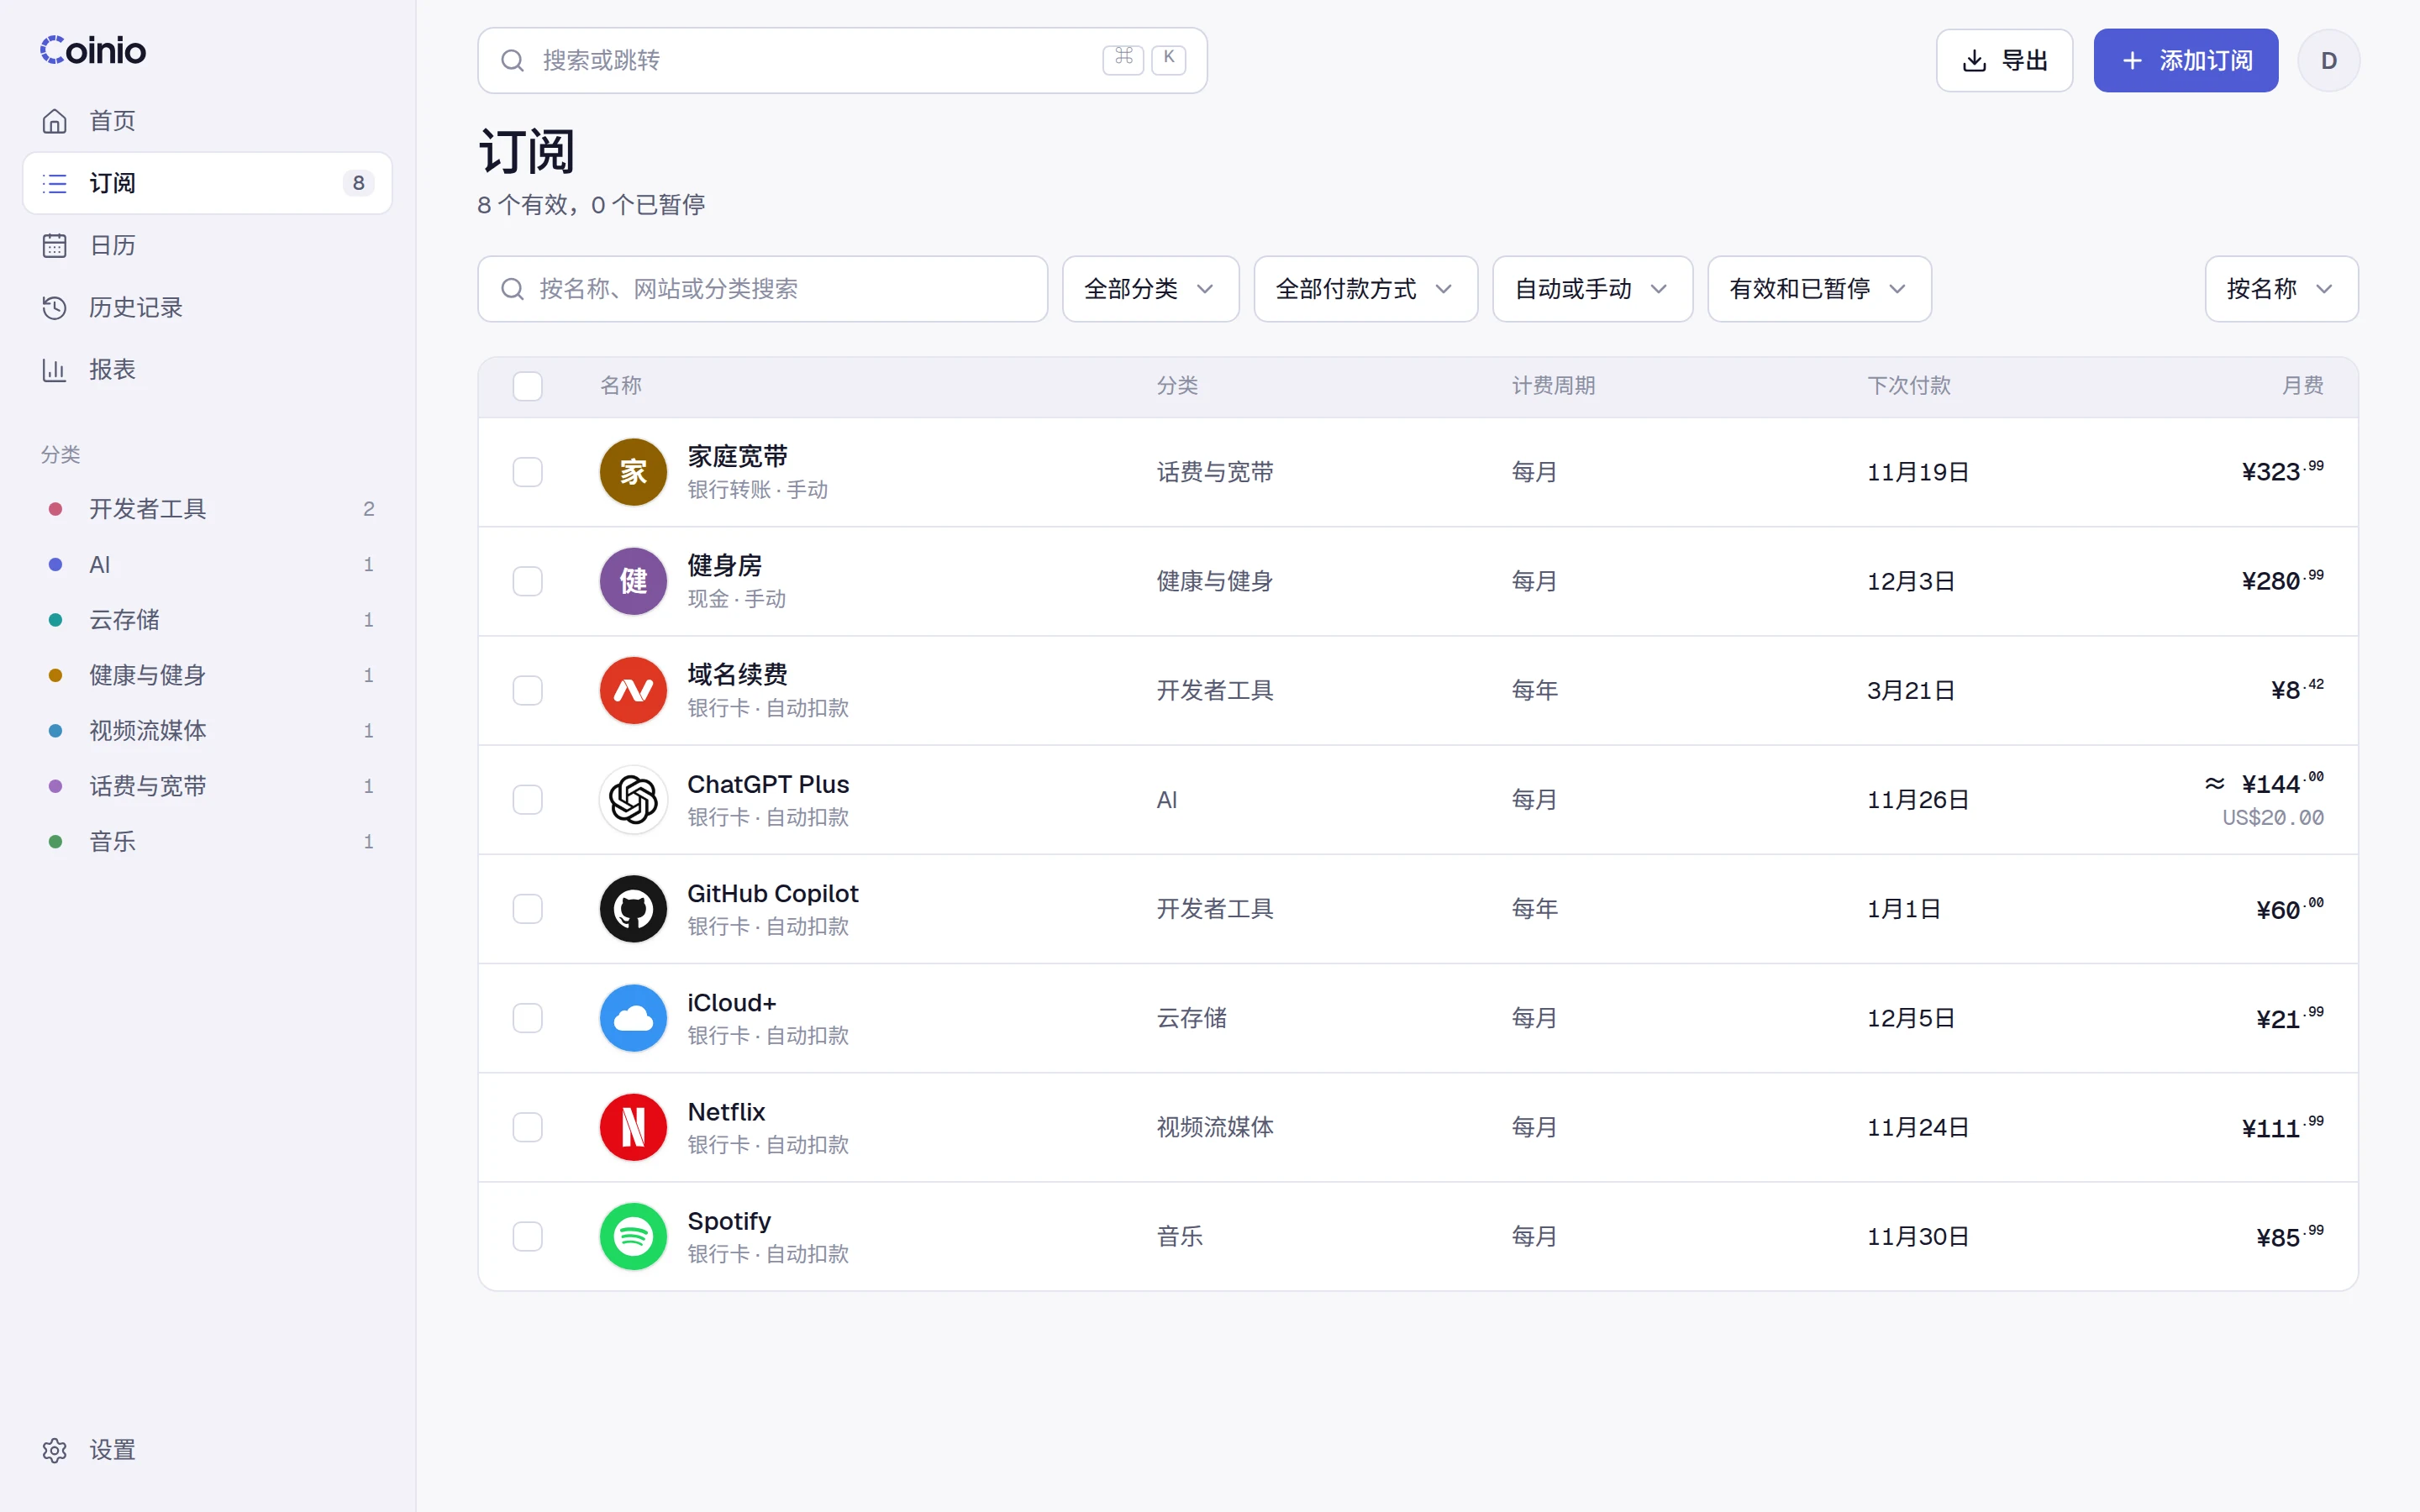 Coinio
首页
订阅 8
日历
历史记录
报表
分类
开发者工具 2
AI 1
云存储 1
健康与健身 1
视频流媒体 1
话费与宽带 1
音乐 1
设置
搜索或跳转 ⌘ K
导出
添加订阅
D
订阅
8 个有效，0 个已暂停
按名称、网站或分类搜索
全部分类
全部付款方式
自动或手动
有效和已暂停
按名称
名称 分类 计费周期 下次付款 月费
家 家庭宽带 话费与宽带 每月 11月19日 ¥323.99
银行转账 · 手动
健 健身房 健康与健身 每月 12月3日 ¥280.99
现金 · 手动
域名续费 开发者工具 每年 3月21日 ¥8.42
银行卡 · 自动扣款
ChatGPT Plus AI 每月 11月26日 ≈ ¥144.00
银行卡 · 自动扣款 US$20.00
GitHub Copilot 开发者工具 每年 1月1日 ¥60.00
银行卡 · 自动扣款
iCloud+ 云存储 每月 12月5日 ¥21.99
银行卡 · 自动扣款
Netflix 视频流媒体 每月 11月24日 ¥111.99
银行卡 · 自动扣款
Spotify 音乐 每月 11月30日 ¥85.99
银行卡 · 自动扣款